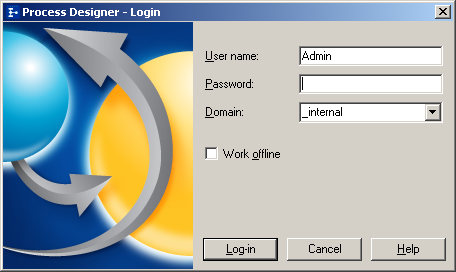 Process Designer - Login
User name: Admin
Password:
Domain: _internal
Work offline
Log-in Cancel Help